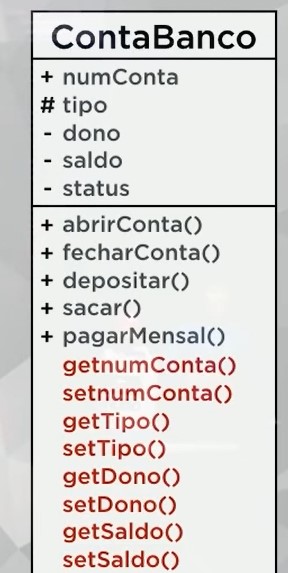 ContaBanco
+ numConta
# tipo
- dono
- saldo
- status
+ abrirConta()
+ fecharConta()
+ depositar()
+ sacar()
+ pagarMensal()
getnumConta()
setnumConta()
getTipo()
setTipo()
getDono()
setDono()
getSaldo()
setSaldo()